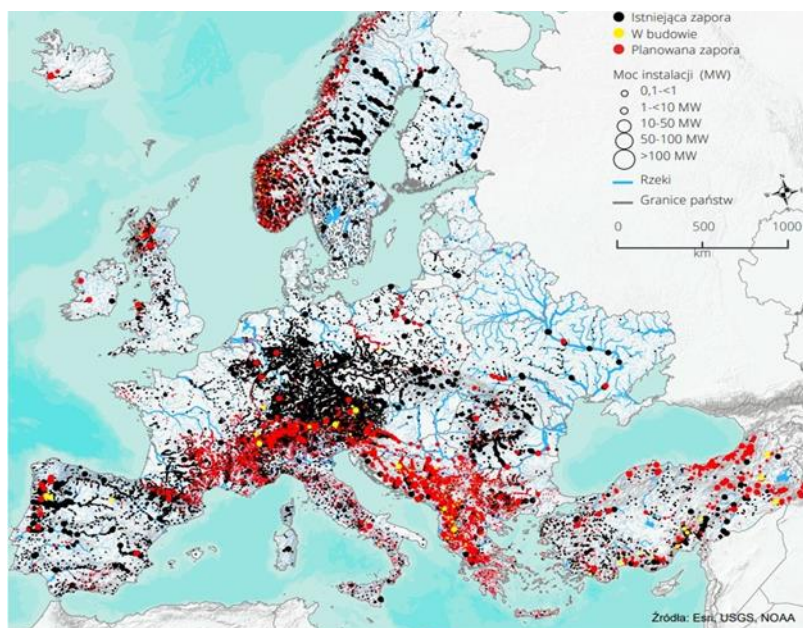 Istniejąca zapora
W budowie
Planowana zapora
Moc instalacji (MW)
0,1-<1
1-<10 MW
10-50 MW
50-100 MW
>100 MW
Rzeki
Granice państw
0 500 1000
km
Źródła: Esri, USGS, NOAA